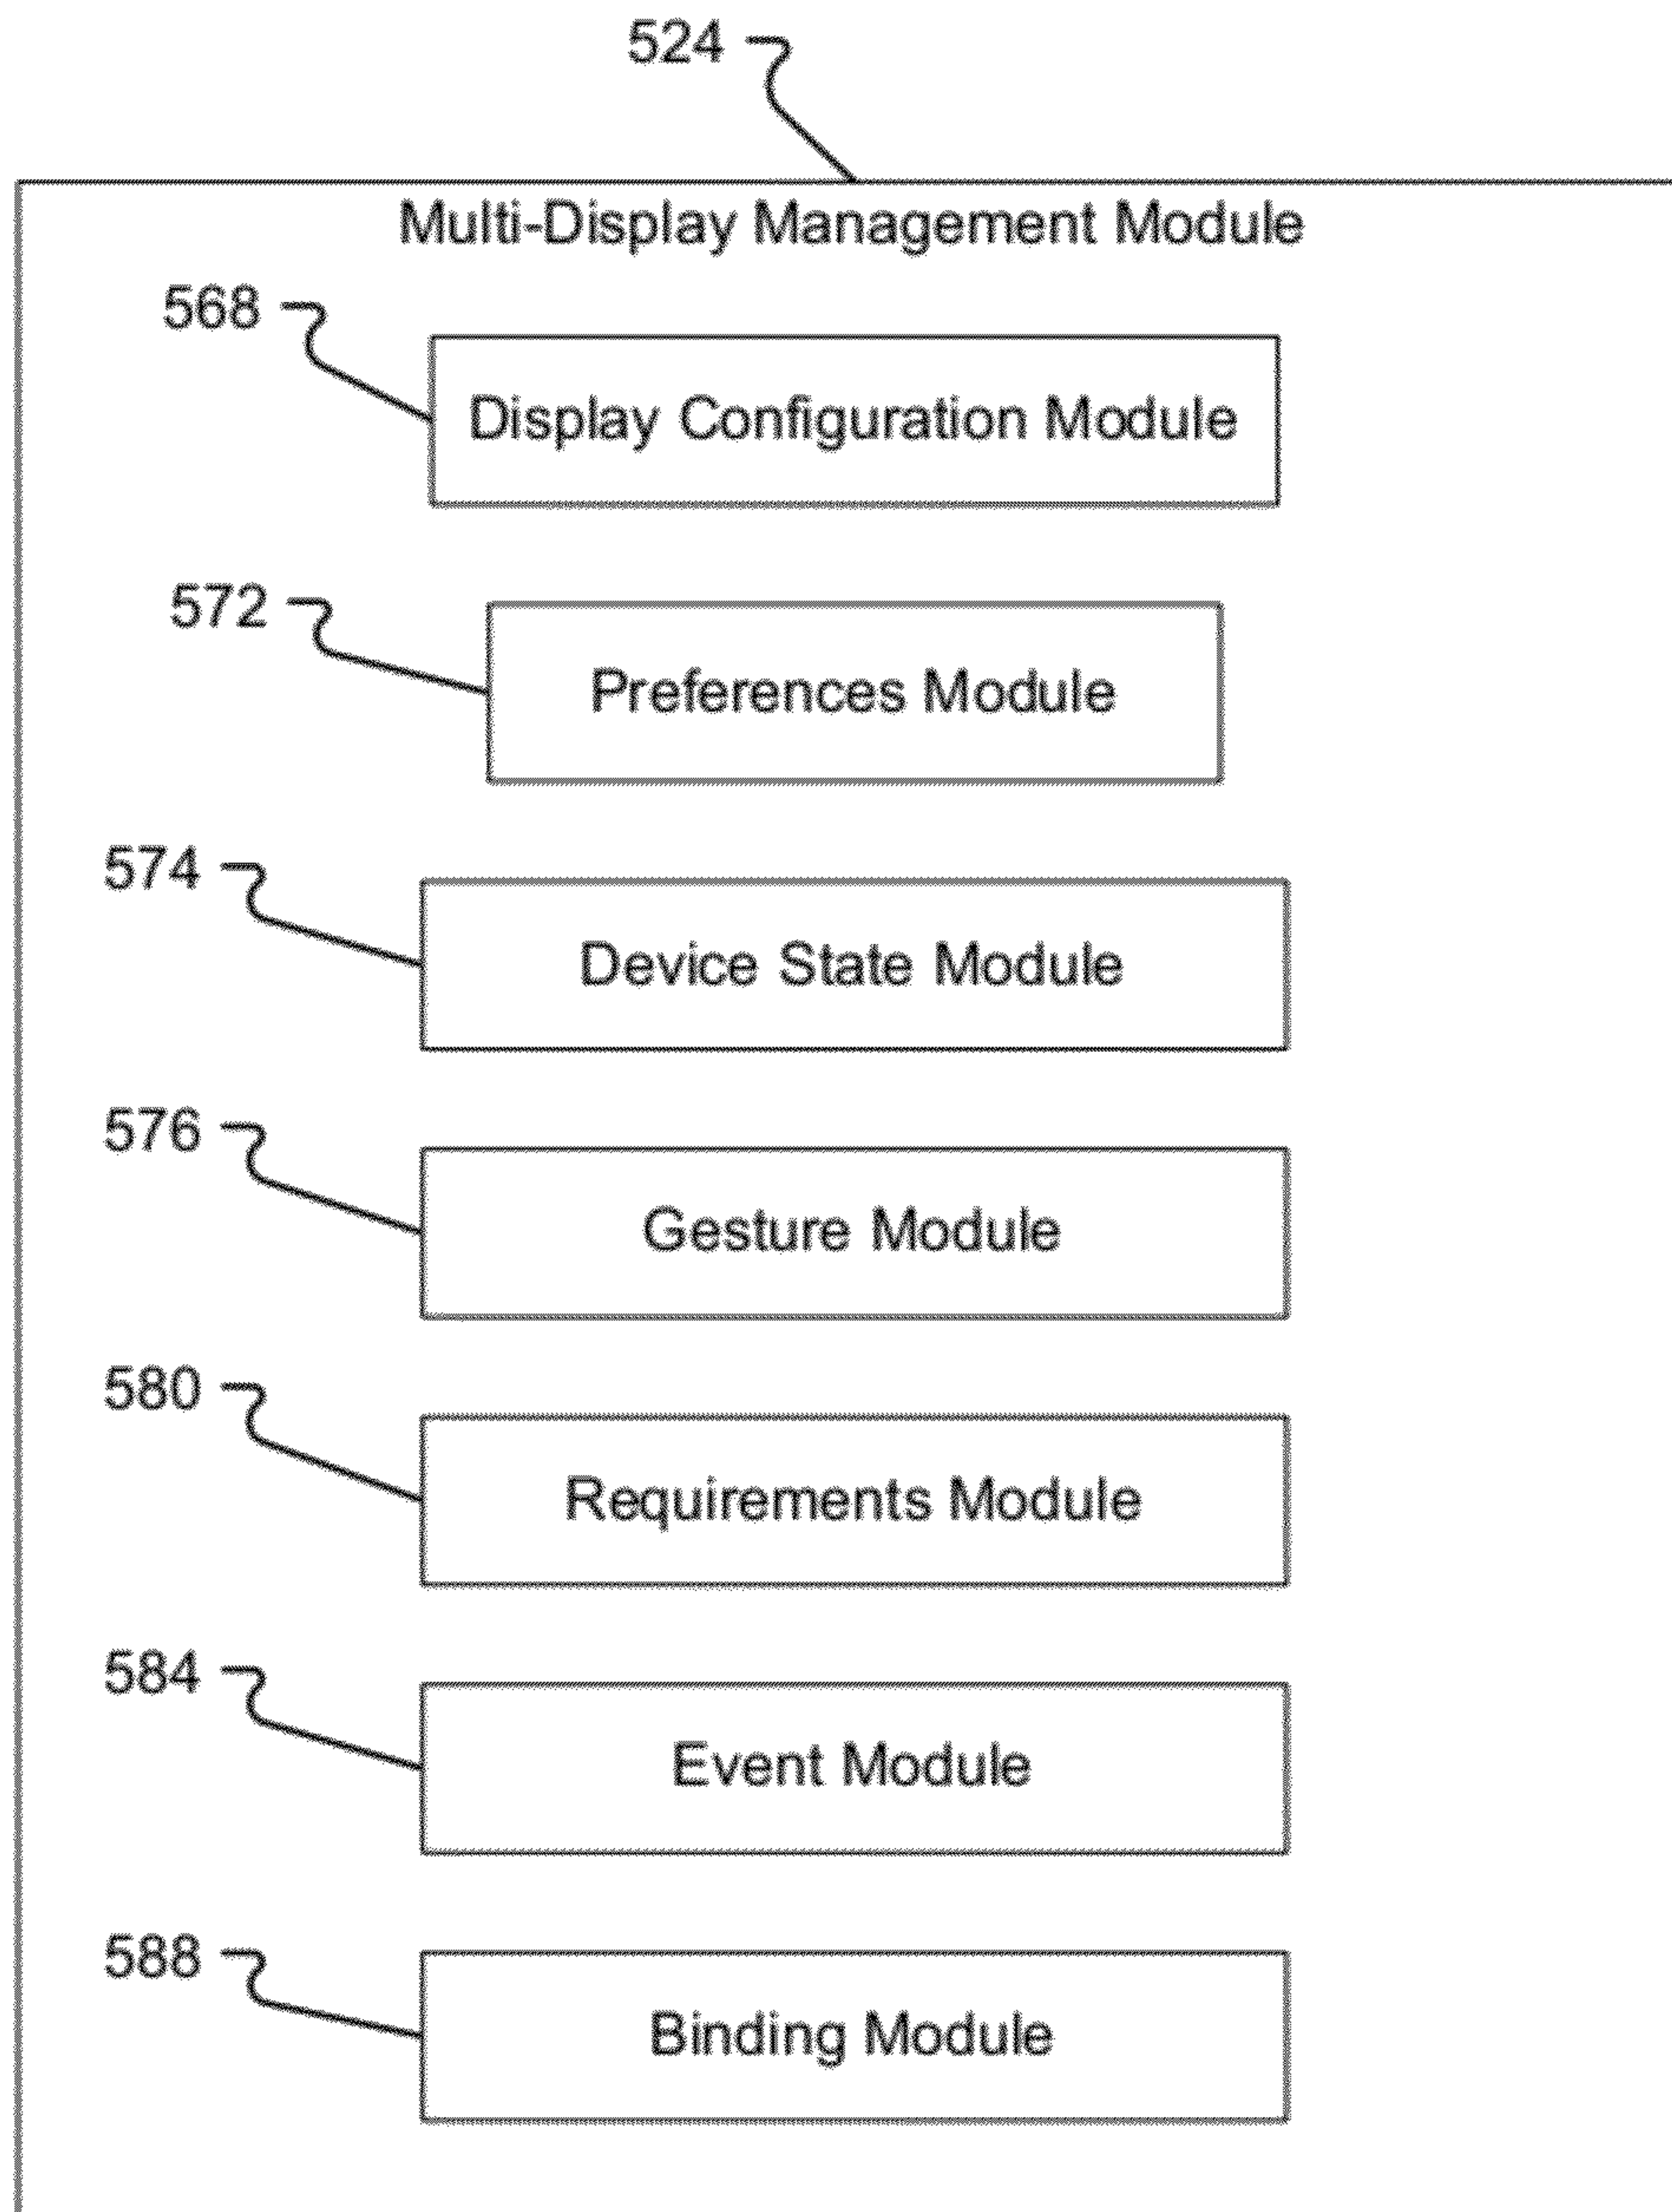 524
Multi-Display Management Module
568
Display Configuration Module
572
Preferences Module
574
Device State Module
576
Gesture Module
580
Requirements Module
584
Event Module
588
Binding Module